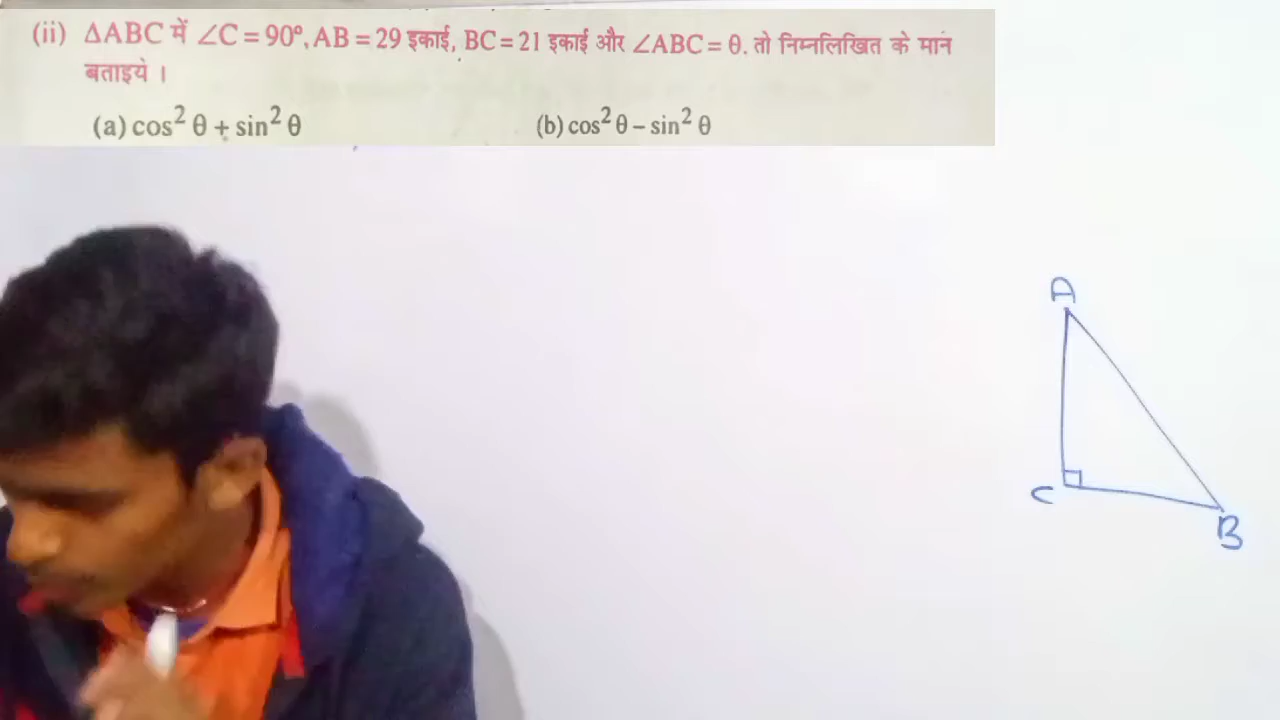 (ii) ΔABC में ∠C = 90°, AB = 29 इकाई, BC = 21 इकाई और ∠ABC = θ. तो निम्नलिखित के मान
बताइये ।
(a) cos² θ + sin² θ (b) cos² θ – sin² θ
A
C
B